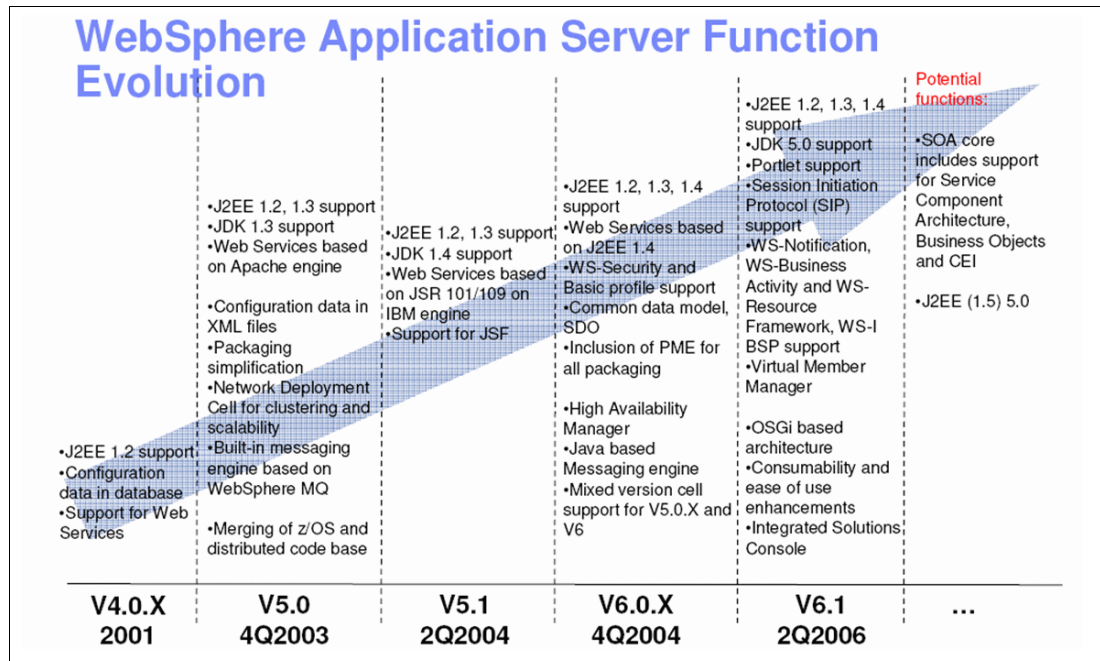 WebSphere Application Server Function
Evolution
•J2EE 1.2 support
•Configuration
data in database
•Support for Web
Services
•J2EE 1.2, 1.3 support
•JDK 1.3 support
•Web Services based
on Apache engine
•Configuration data in
XML files
•Packaging
simplification
•Network Deployment
Cell for clustering and
scalability
•Built-in messaging
engine based on
WebSphere MQ
•Merging of z/OS and
distributed code base
•J2EE 1.2, 1.3 support
•JDK 1.4 support
•Web Services based
on JSR 101/109 on
IBM engine
•Support for JSF
•J2EE 1.2, 1.3, 1.4
support
•Web Services based
on J2EE 1.4
•WS-Security and
Basic profile support
•Common data model,
SDO
•Inclusion of PME for
all packaging
•High Availability
Manager
•Java based
Messaging engine
•Mixed version cell
support for V5.0.X and
V6
•J2EE 1.2, 1.3, 1.4
support
•JDK 5.0 support
•Portlet support
•Session Initiation
Protocol (SIP)
support
•WS-Notification,
WS-Business
Activity and WS-
Resource
Framework, WS-I
BSP support
•Virtual Member
Manager
•OSGi based
architecture
•Consumability and
ease of use
enhancements
•Integrated Solutions
Console
Potential
functions:
•SOA core
includes support
for Service
Component
Architecture,
Business Objects
and CEI
•J2EE (1.5) 5.0
V4.0.X
2001
V5.0
4Q2003
V5.1
2Q2004
V6.0.X
4Q2004
V6.1
2Q2006
...